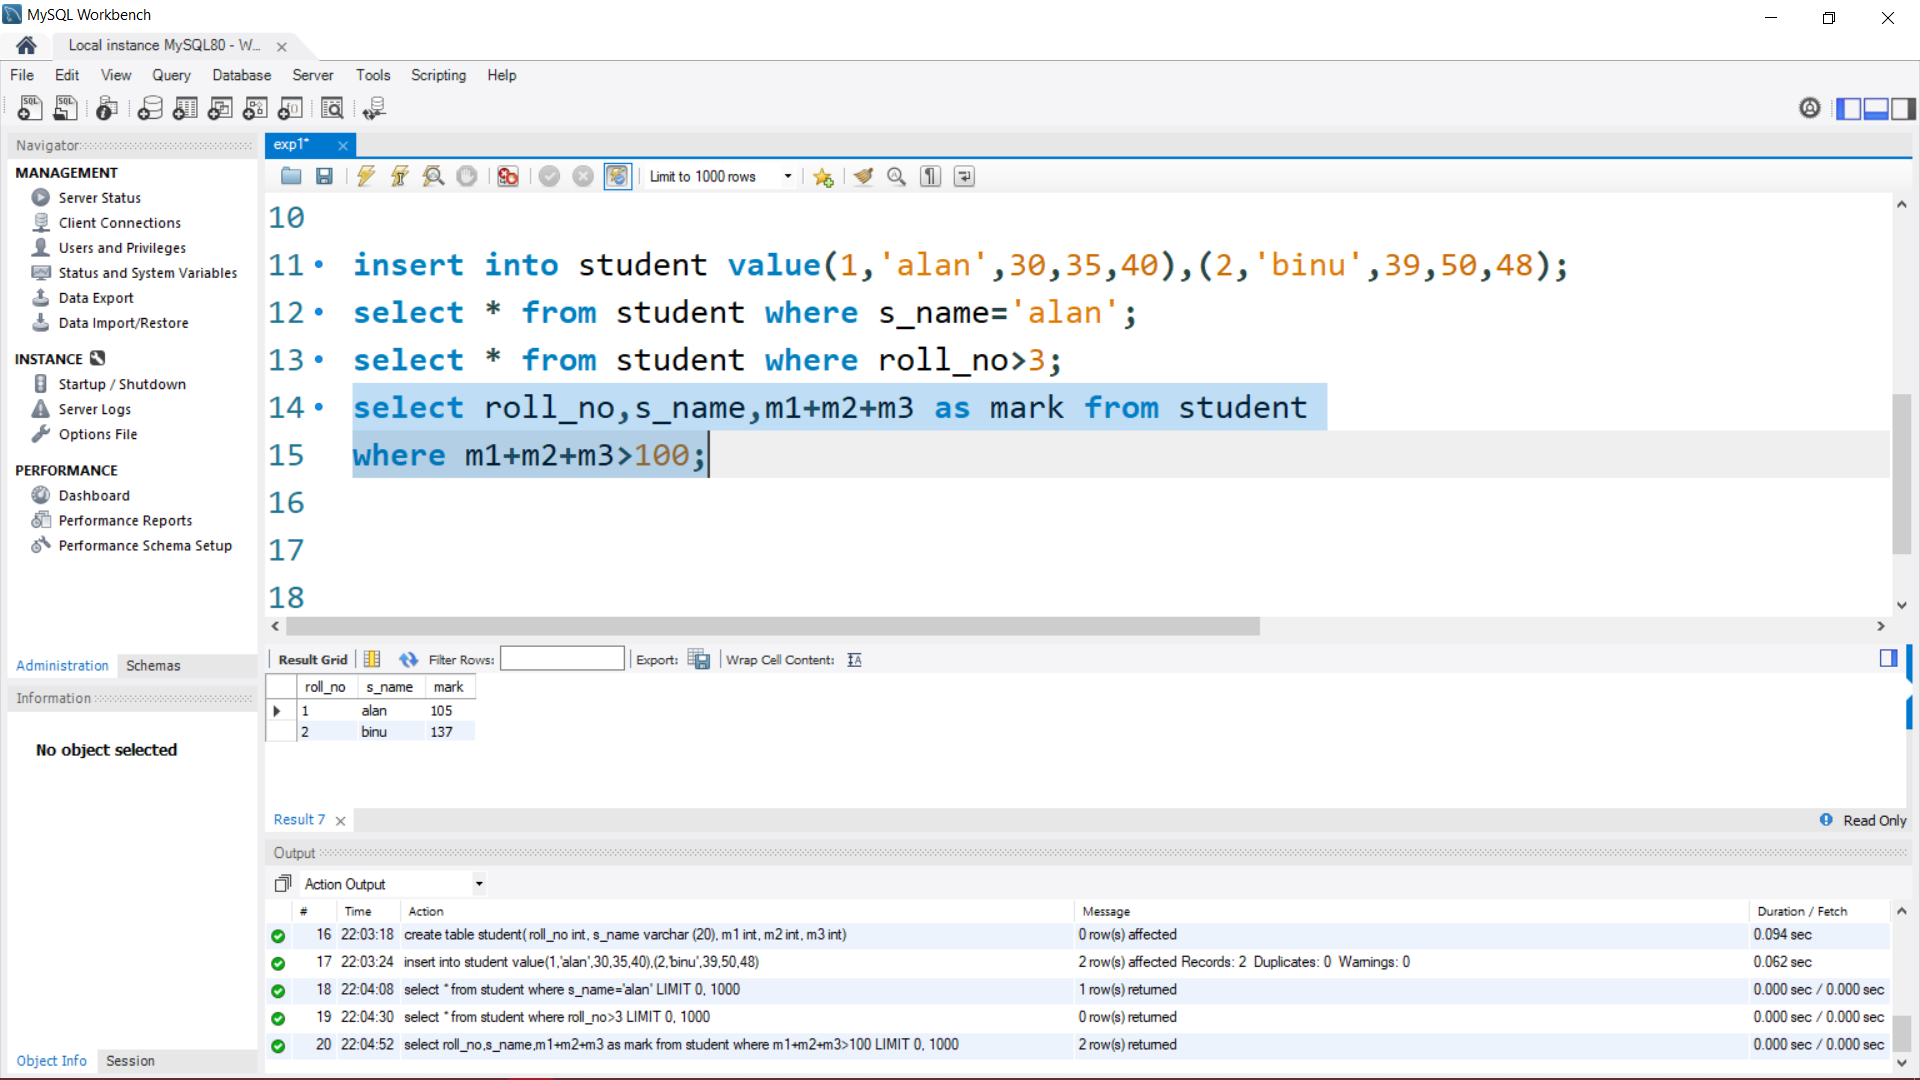 MySQL Workbench
Local instance MySQL80 - W...
File Edit View Query Database Server Tools Scripting Help
Navigator
MANAGEMENT
Server Status
Client Connections
Users and Privileges
Status and System Variables
Data Export
Data Import/Restore
INSTANCE
Startup / Shutdown
Server Logs
Options File
PERFORMANCE
Dashboard
Performance Reports
Performance Schema Setup
Administration Schemas
Information
No object selected
Object Info Session
exp1*
Limit to 1000 rows
10
11 insert into student value(1,'alan',30,35,40),(2,'binu',39,50,48);
12 select * from student where s_name='alan';
13 select * from student where roll_no>3;
14 select roll_no,s_name,m1+m2+m3 as mark from student
15 where m1+m2+m3>100;
16
17
18
Result Grid Filter Rows: Export: Wrap Cell Content:
roll_no s_name mark
1 alan 105
2 binu 137
Result 7
Read Only
Output
Action Output
# Time Action Message Duration / Fetch
16 22:03:18 create table student( roll_no int, s_name varchar (20), m1 int, m2 int, m3 int) 0 row(s) affected 0.094 sec
17 22:03:24 insert into student value(1,'alan',30,35,40),(2,'binu',39,50,48) 2 row(s) affected Records: 2 Duplicates: 0 Warnings: 0 0.062 sec
18 22:04:08 select * from student where s_name='alan' LIMIT 0, 1000 1 row(s) returned 0.000 sec / 0.000 sec
19 22:04:30 select * from student where roll_no>3 LIMIT 0, 1000 0 row(s) returned 0.000 sec / 0.000 sec
20 22:04:52 select roll_no,s_name,m1+m2+m3 as mark from student where m1+m2+m3>100 LIMIT 0, 1000 2 row(s) returned 0.000 sec / 0.000 sec